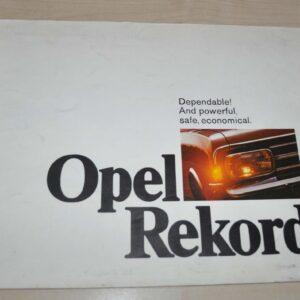 Dependable!
And powerful,
safe, economical.
Opel
Rekord